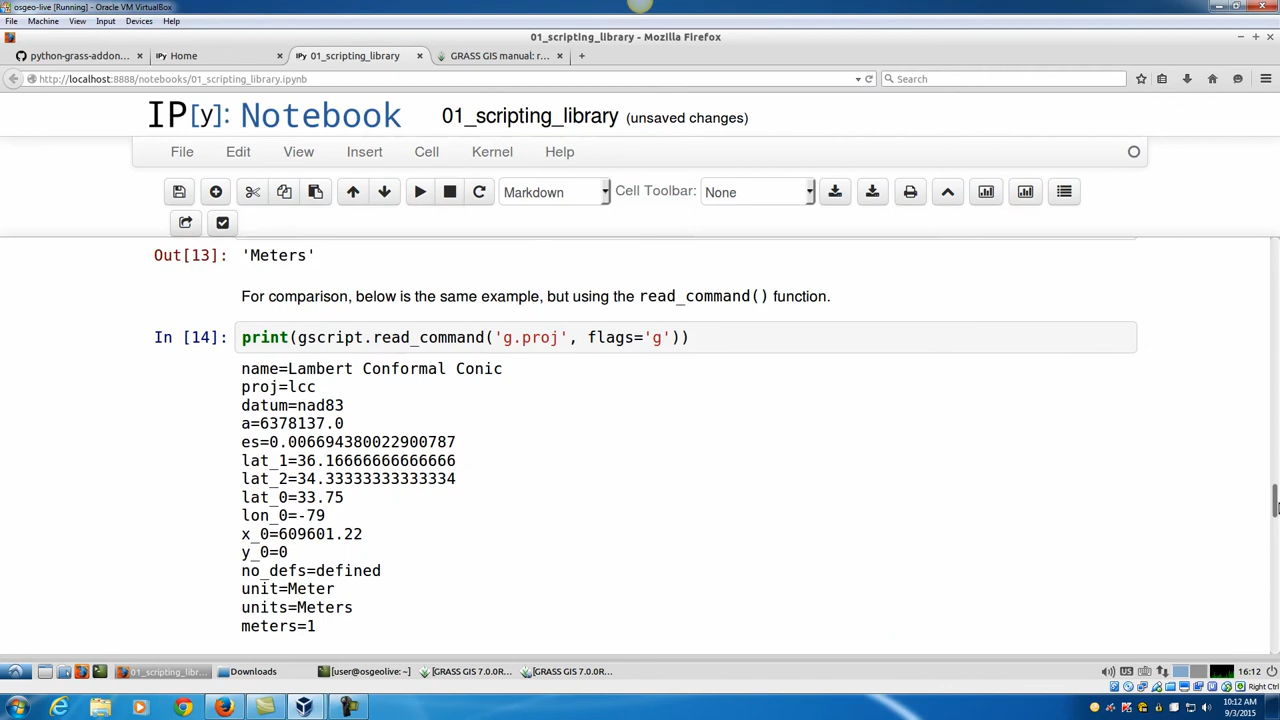 osgeo-live [Running] - Oracle VM VirtualBox
File Machine View Input Devices Help
01_scripting_library - Mozilla Firefox
python-grass-addon...
IPy Home
IPy 01_scripting_library
GRASS GIS manual: r...
http://localhost:8888/notebooks/01_scripting_library.ipynb
Search
IP[y]: Notebook 01_scripting_library (unsaved changes)
File Edit View Insert Cell Kernel Help
Markdown Cell Toolbar: None
Out[13]: 'Meters'
For comparison, below is the same example, but using the read_command() function.
In [14]: print(gscript.read_command('g.proj', flags='g'))
name=Lambert Conformal Conic
proj=lcc
datum=nad83
a=6378137.0
es=0.006694380022900787
lat_1=36.16666666666666
lat_2=34.33333333333334
lat_0=33.75
lon_0=-79
x_0=609601.22
y_0=0
no_defs=defined
unit=Meter
units=Meters
meters=1
01_scripting_libr... Downloads [user@osgeolive: ~] [GRASS GIS 7.0.0R... [GRASS GIS 7.0.0R... US 16:12
Right Ctrl
10:12 AM
9/3/2015